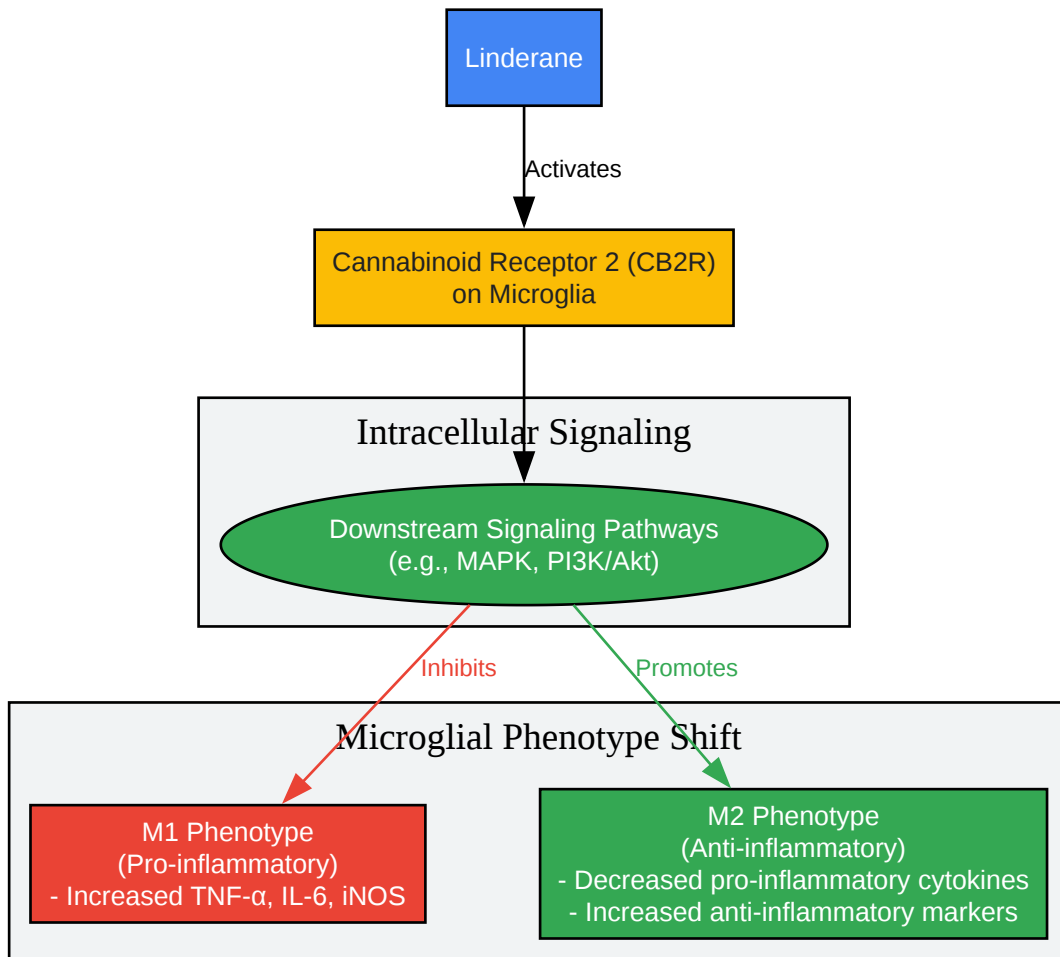 Linderane
Activates
Cannabinoid Receptor 2 (CB2R)
on Microglia
Intracellular Signaling
Downstream Signaling Pathways
(e.g., MAPK, PI3K/Akt)
Inhibits
Promotes
Microglial Phenotype Shift
M1 Phenotype
(Pro-inflammatory)
- Increased TNF-α, IL-6, iNOS
M2 Phenotype
(Anti-inflammatory)
- Decreased pro-inflammatory cytokines
- Increased anti-inflammatory markers